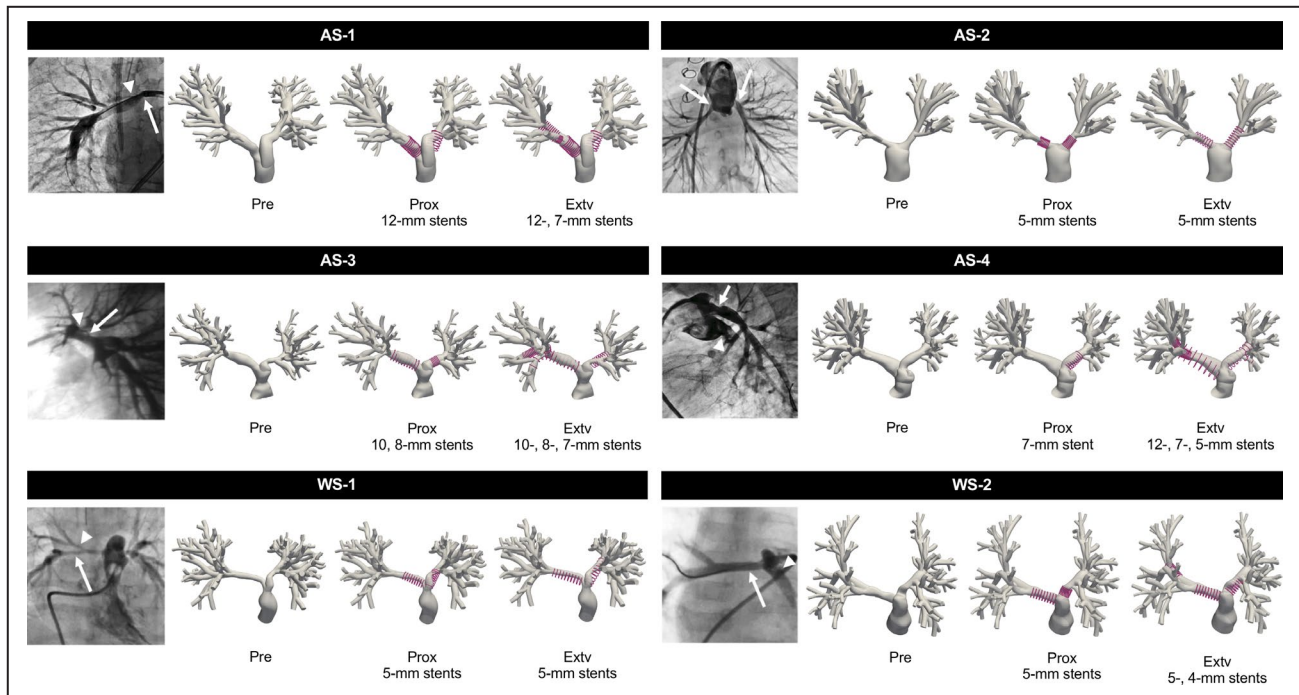 AS-1
Pre
Prox
12-mm stents
Extv
12-, 7-mm stents
AS-2
Pre
Prox
5-mm stents
Extv
5-mm stents
AS-3
Pre
Prox
10, 8-mm stents
Extv
10-, 8-, 7-mm stents
AS-4
Pre
Prox
7-mm stent
Extv
12-, 7-, 5-mm stents
WS-1
Pre
Prox
5-mm stents
Extv
5-mm stents
WS-2
Pre
Prox
5-mm stents
Extv
5-, 4-mm stents